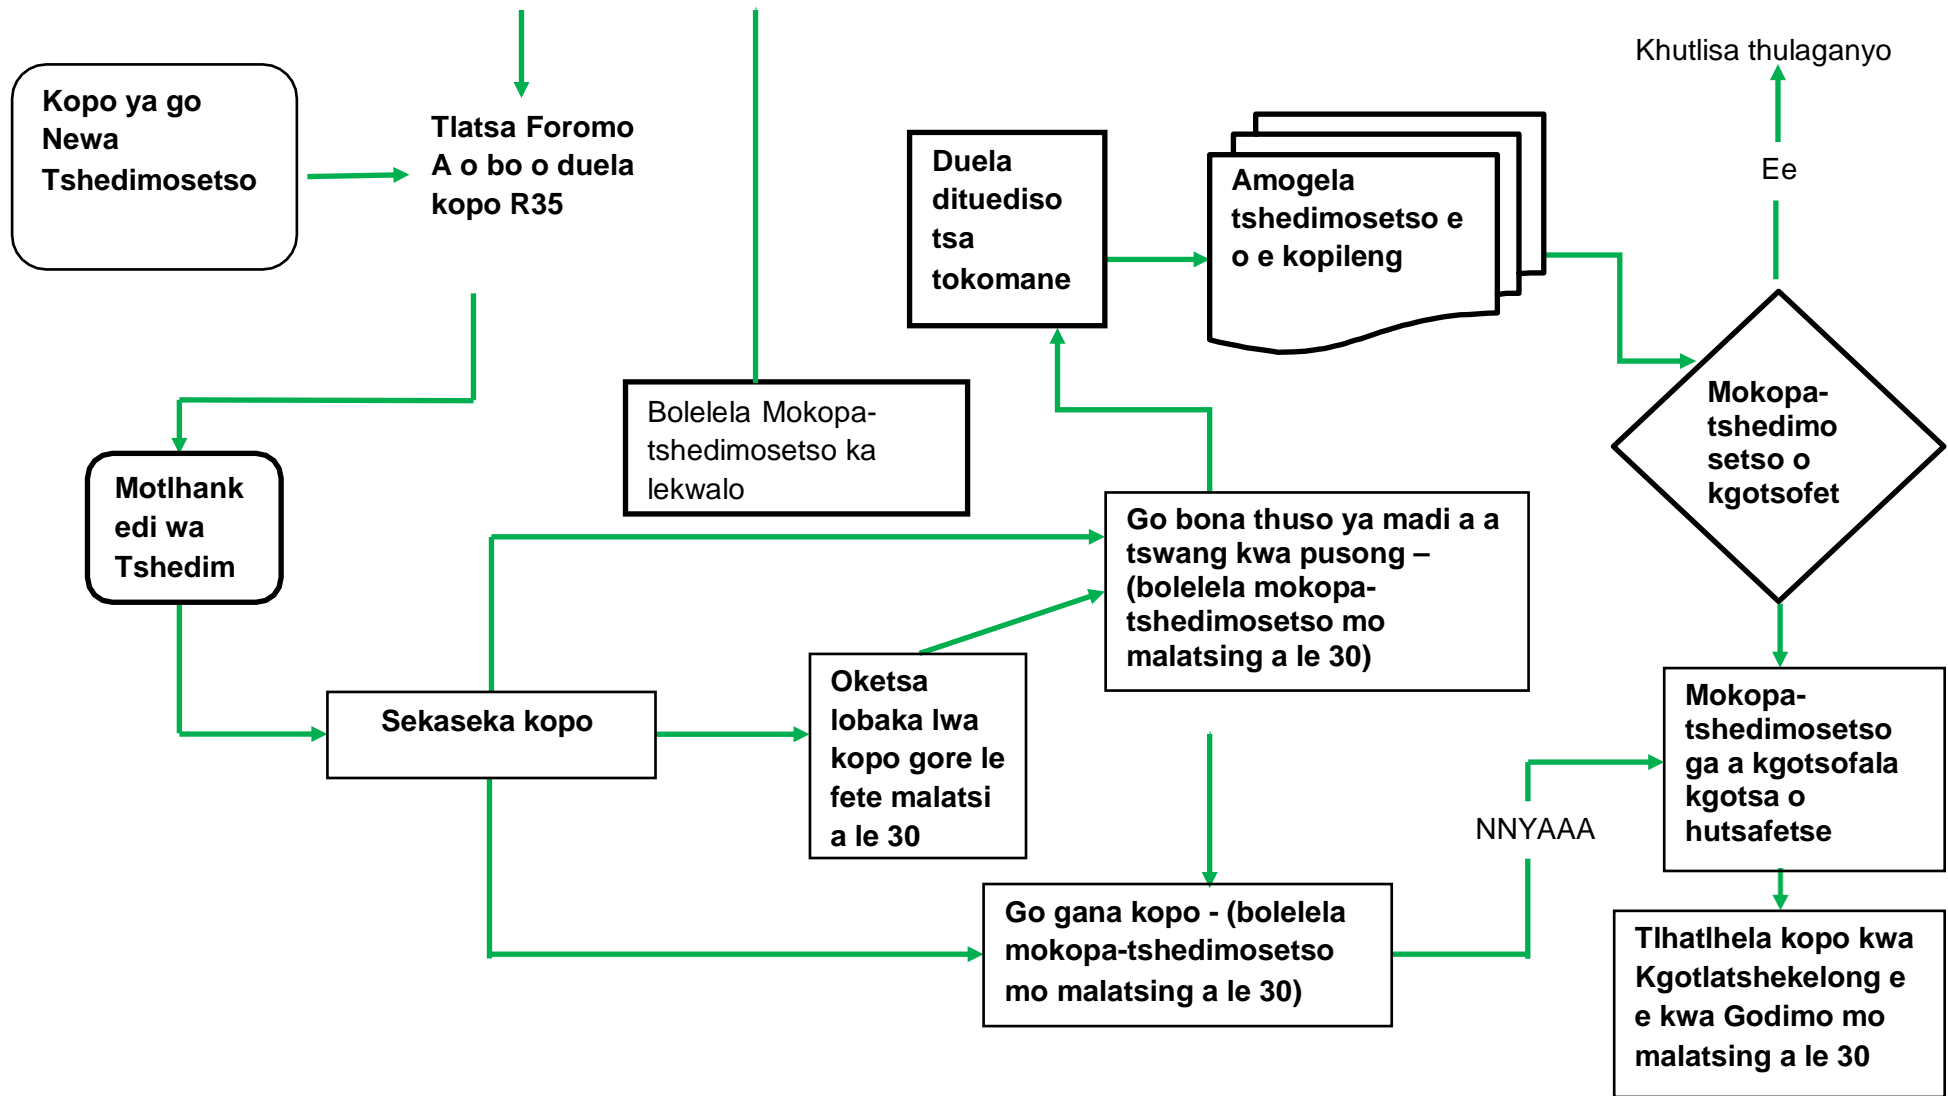 Kopo ya go
Newa
Tshedimosetso
Tlatsa Foromo
A o bo o duela
kopo R35
Khutlisa thulaganyo
Ee
Duela
dituediso
tsa
tokomane
Amogela
tshedimosetso e
o e kopileng
Bolelela Mokopa-
tshedimosetso ka
lekwalo
Mokopa-
tshedimo
setso o
kgotsofet
Motlhank
edi wa
Tshedim
Go bona thuso ya madi a a
tswang kwa pusong –
(bolelela mokopa-
tshedimosetso mo
malatsing a le 30)
Sekaseka kopo
Oketsa
lobaka lwa
kopo gore le
fete malatsi
a le 30
Mokopa-
tshedimosetso
ga a kgotsofala
kgotsa o
hutsafetse
NNYAAA
Go gana kopo - (bolelela
mokopa-tshedimosetso
mo malatsing a le 30)
Tlhatlhela kopo kwa
Kgotlatshekelong e
e kwa Godimo mo
malatsing a le 30